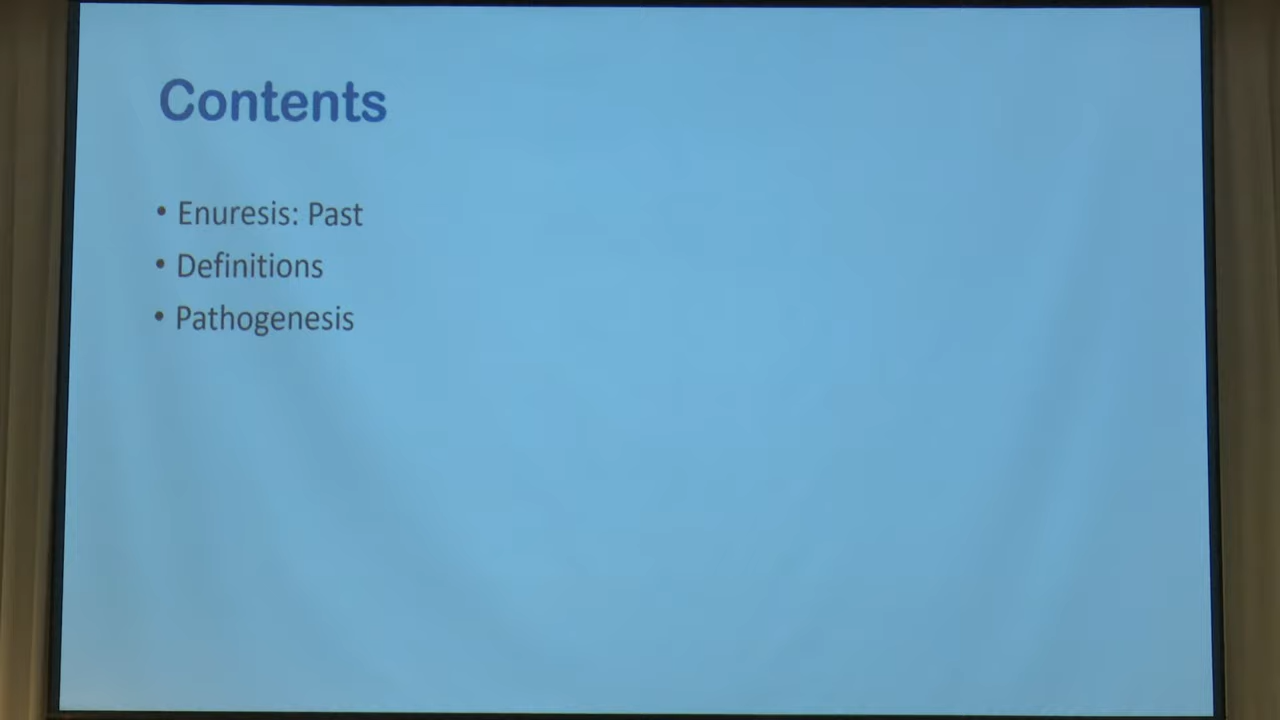 Contents
• Enuresis: Past
• Definitions
• Pathogenesis